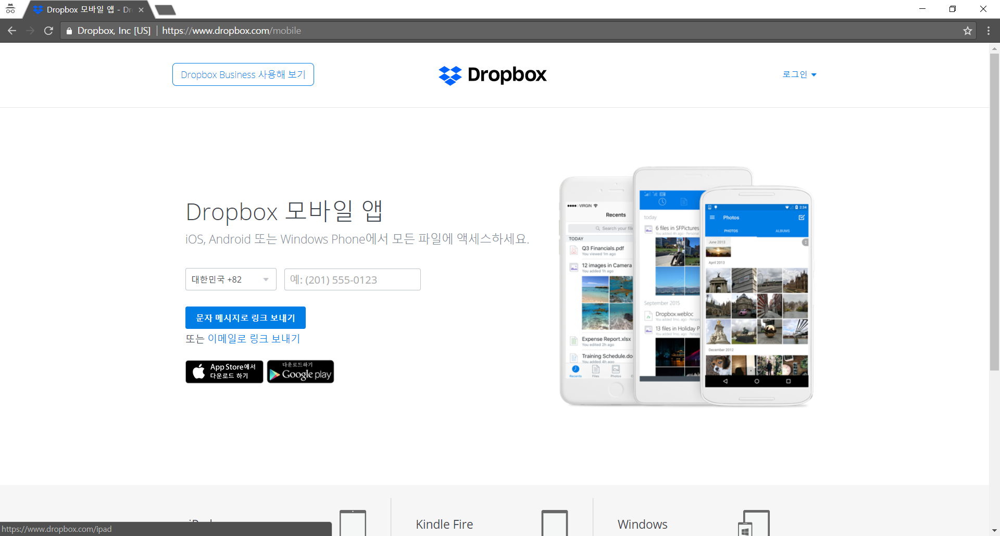 Dropbox 모바일 앱 - Dr
Dropbox, Inc [US] https://www.dropbox.com/mobile
Dropbox Business 사용해 보기
Dropbox
로그인
Dropbox 모바일 앱
iOS, Android 또는 Windows Phone에서 모든 파일에 액세스하세요.
대한민국 +82
예: (201) 555-0123
문자 메시지로 링크 보내기
또는 이메일로 링크 보내기
App Store에서
다운로드 하기
다운로드하기
Google play
VIRGIN
Recents
Search your file
TODAY
Q3 Financials.pdf
You viewed 1m ago
12 images in Camera
You added 1h ago
Expense Report.xlsx
You edited 2h ago
Training Schedule.do
You added 4h ago
Recents
Files
Photos
today
6 files in SFPictures
You added 4h ago - Personal
September 2015
Dropbox.webloc
You added 1mo. ago - Person
13 files in Holiday P
You added 1mo. ago - Person
2:34
Photos
PHOTOS
ALBUMS
June 2013
April 2013
December 2012
Kindle Fire
Windows
https://www.dropbox.com/ipad